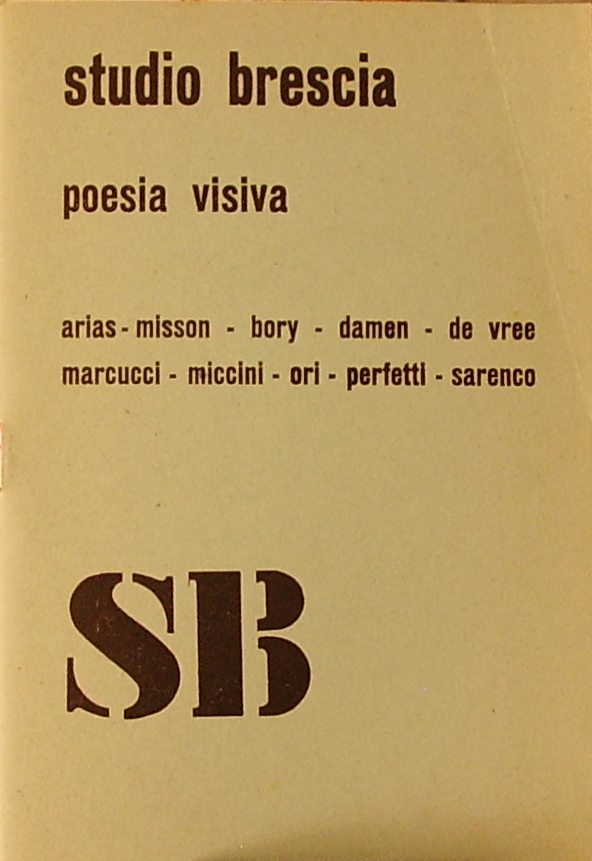 studio brescia
poesia visiva
arias - misson - bory - damen - de vree
marcucci - miccini - ori - perfetti - sarenco
SB